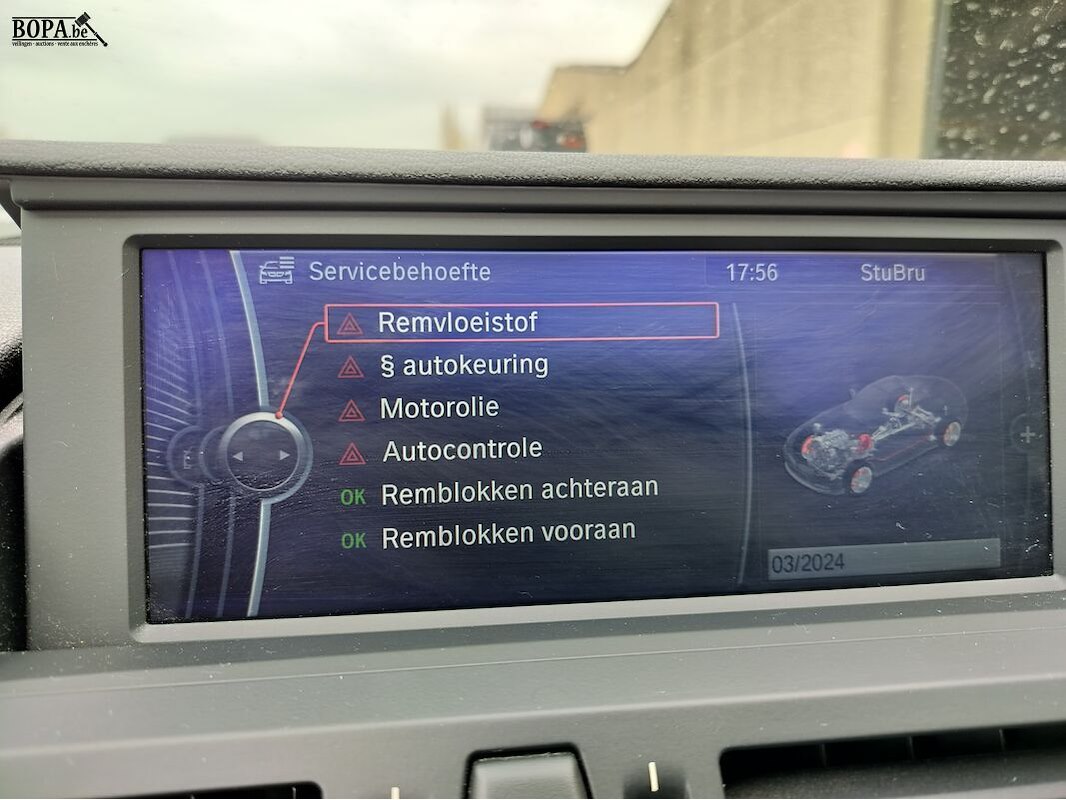 BOPA.be
veilingen - auctions - vente aux enchères
Servicebehoefte 17:56 StuBru
Remvloeistof
§ autokeuring
Motorolie
Autocontrole
OK Remblokken achteraan
OK Remblokken vooraan
03/2024